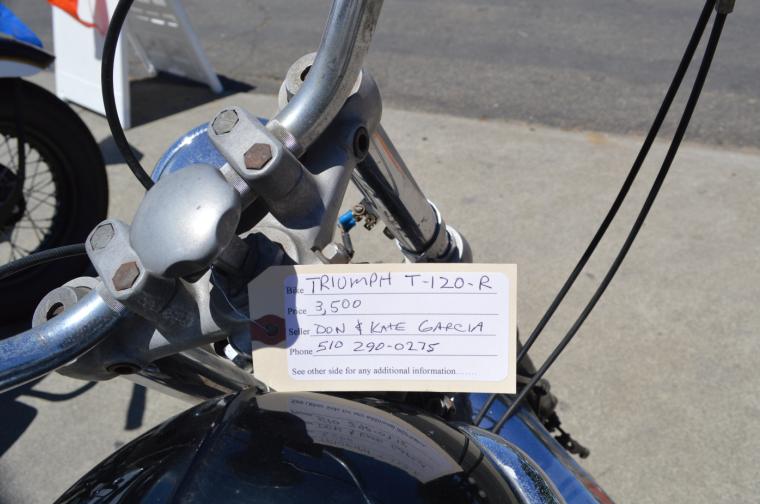 Bike TRIUMPH T-120-R
Price 3,500
Seller DON & KATE GARCIA
Phone 510 290-0275
See other side for any additional information......